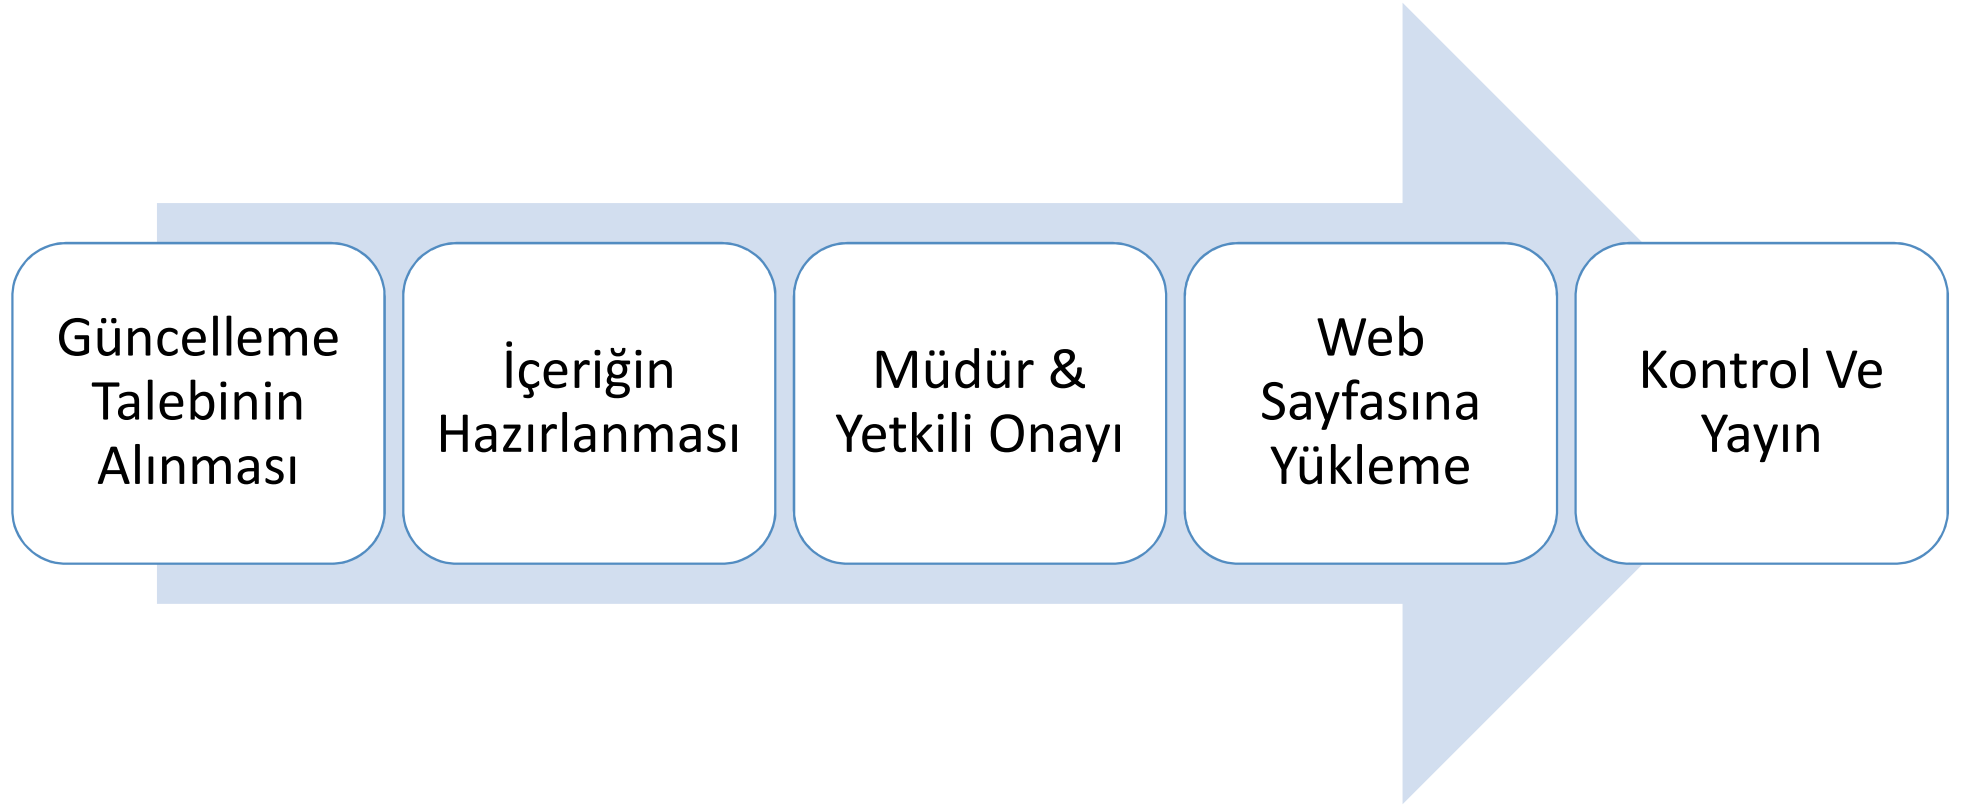 Güncelleme
Talebinin
Alınması
İçeriğin
Hazırlanması
Müdür &
Yetkili Onayı
Web
Sayfasına
Yükleme
Kontrol Ve
Yayın